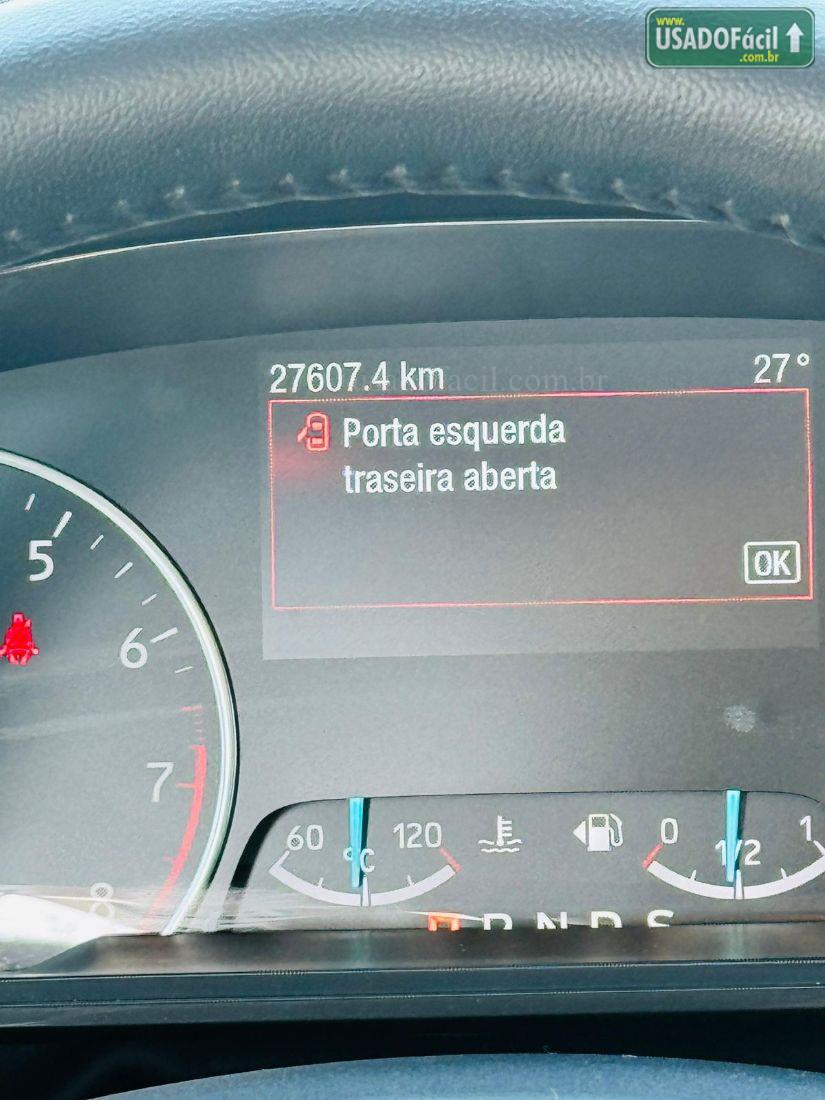 www.
USADOFácil
.com.br
27607.4 km
27°
Porta esquerda
traseira aberta
OK
5
6
7
8
60 °C 120
0 1/2 1
P R N D S